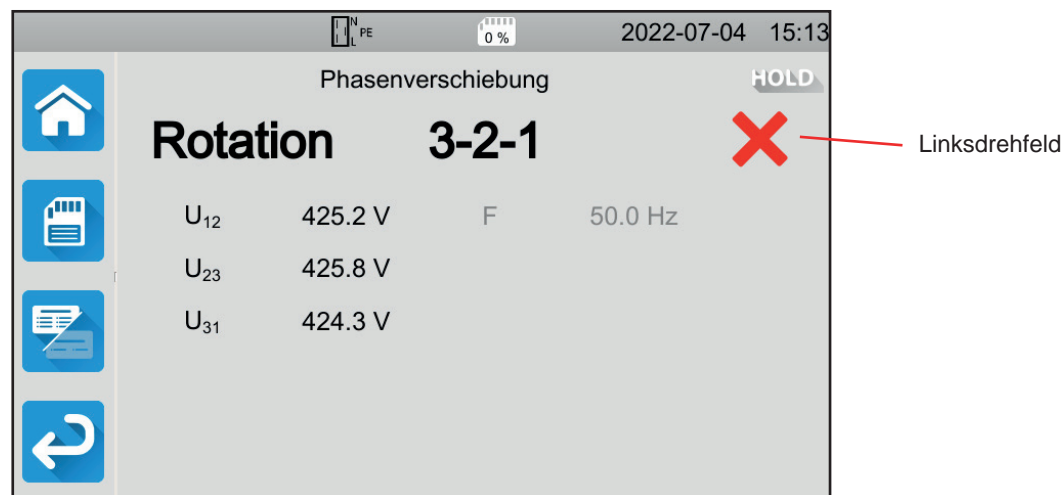 N
L PE 0 % 2022-07-04 15:13
Phasenverschiebung HOLD
Rotation 3-2-1
Linksdrehfeld
U12 425.2 V F 50.0 Hz
U23 425.8 V
U31 424.3 V